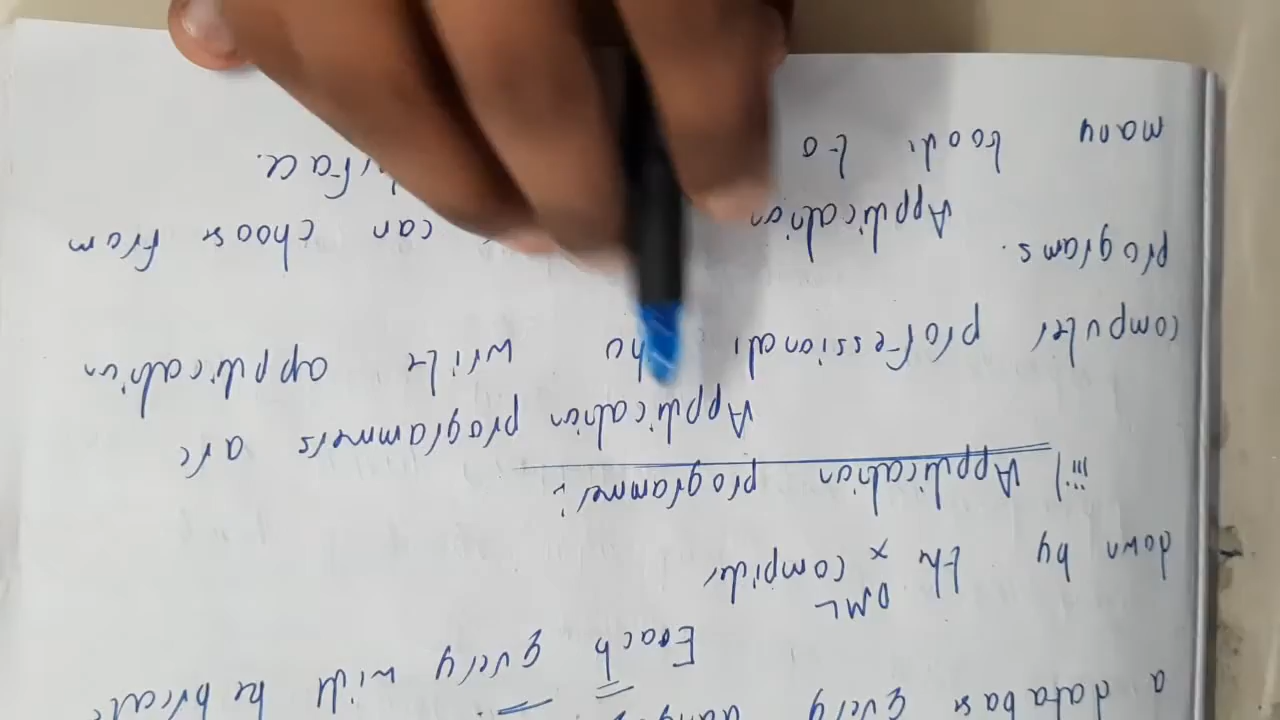 a database query
Each query will be break
down by the DML compiler
iii) Application programmer:
Application programmers are
computer professionals who write application
programs. Application can choose from
many tools to